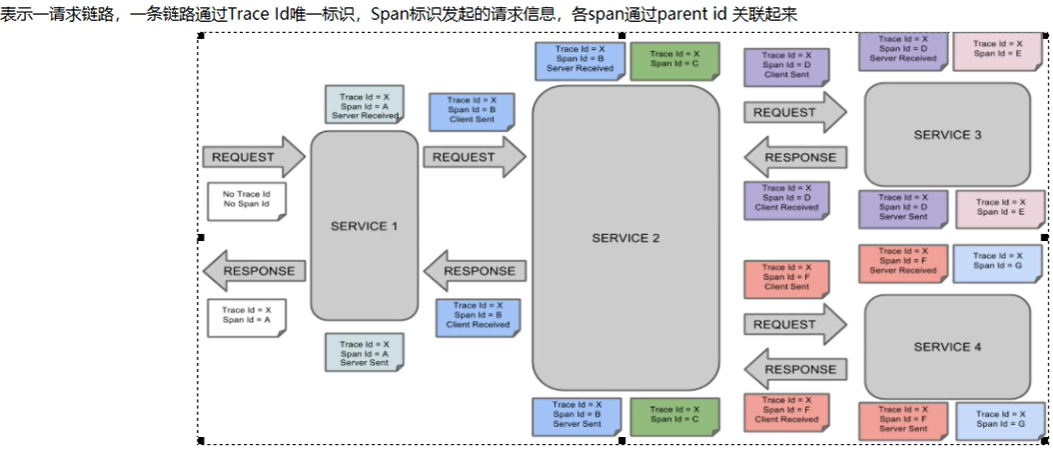 表示一请求链路，一条链路通过Trace Id唯一标识，Span标识发起的请求信息，各span通过parent id 关联起来
Trace Id = X
Span Id = A
Server Received
REQUEST
No Trace Id
No Span Id
SERVICE 1
RESPONSE
Trace Id = X
Span Id = A
Trace Id = X
Span Id = A
Server Sent
Trace Id = X
Span Id = B
Client Sent
REQUEST
RESPONSE
Trace Id = X
Span Id = B
Client Received
Trace Id = X
Span Id = B
Server Received
Trace Id = X
Span Id = C
SERVICE 2
Trace Id = X
Span Id = B
Server Sent
Trace Id = X
Span Id = C
Trace Id = X
Span Id = D
Client Sent
REQUEST
RESPONSE
Trace Id = X
Span Id = D
Client Received
Trace Id = X
Span Id = D
Server Received
Trace Id = X
Span Id = E
SERVICE 3
Trace Id = X
Span Id = D
Server Sent
Trace Id = X
Span Id = E
Trace Id = X
Span Id = F
Client Sent
REQUEST
RESPONSE
Trace Id = X
Span Id = F
Client Received
Trace Id = X
Span Id = F
Server Received
Trace Id = X
Span Id = G
SERVICE 4
Trace Id = X
Span Id = F
Server Sent
Trace Id = X
Span Id = G